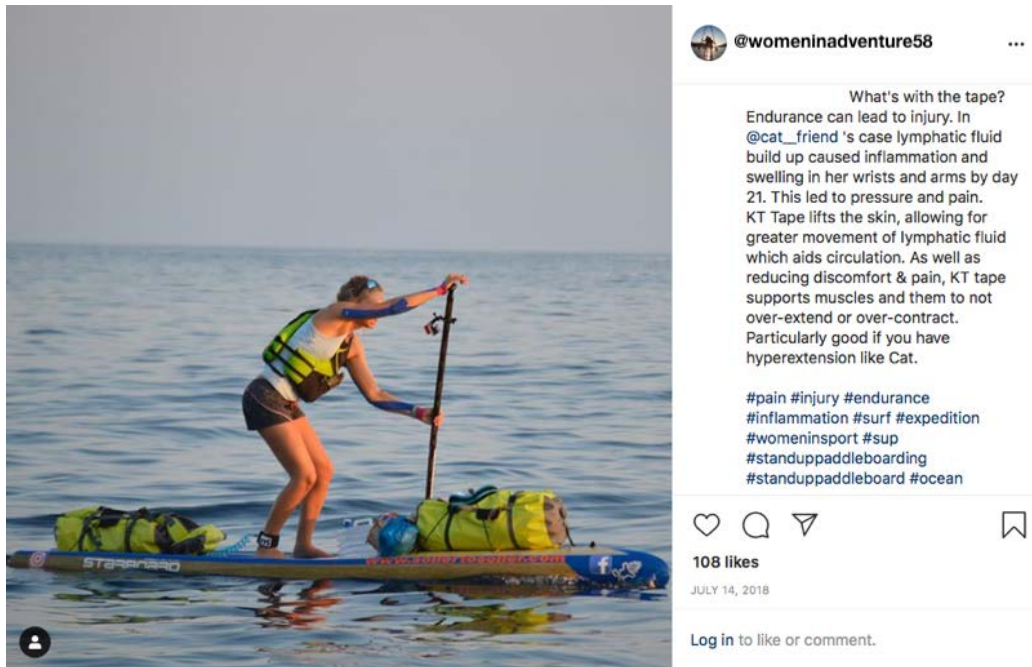 @womeninadventure58
What's with the tape?
Endurance can lead to injury. In
@cat__friend 's case lymphatic fluid
build up caused inflammation and
swelling in her wrists and arms by day
21. This led to pressure and pain.
KT Tape lifts the skin, allowing for
greater movement of lymphatic fluid
which aids circulation. As well as
reducing discomfort & pain, KT tape
supports muscles and them to not
over-extend or over-contract.
Particularly good if you have
hyperextension like Cat.
#pain #injury #endurance
#inflammation #surf #expedition
#womeninsport #sup
#standuppaddleboarding
#standuppaddleboard #ocean
108 likes
JULY 14, 2018
Log in to like or comment.
STARBOARD
f